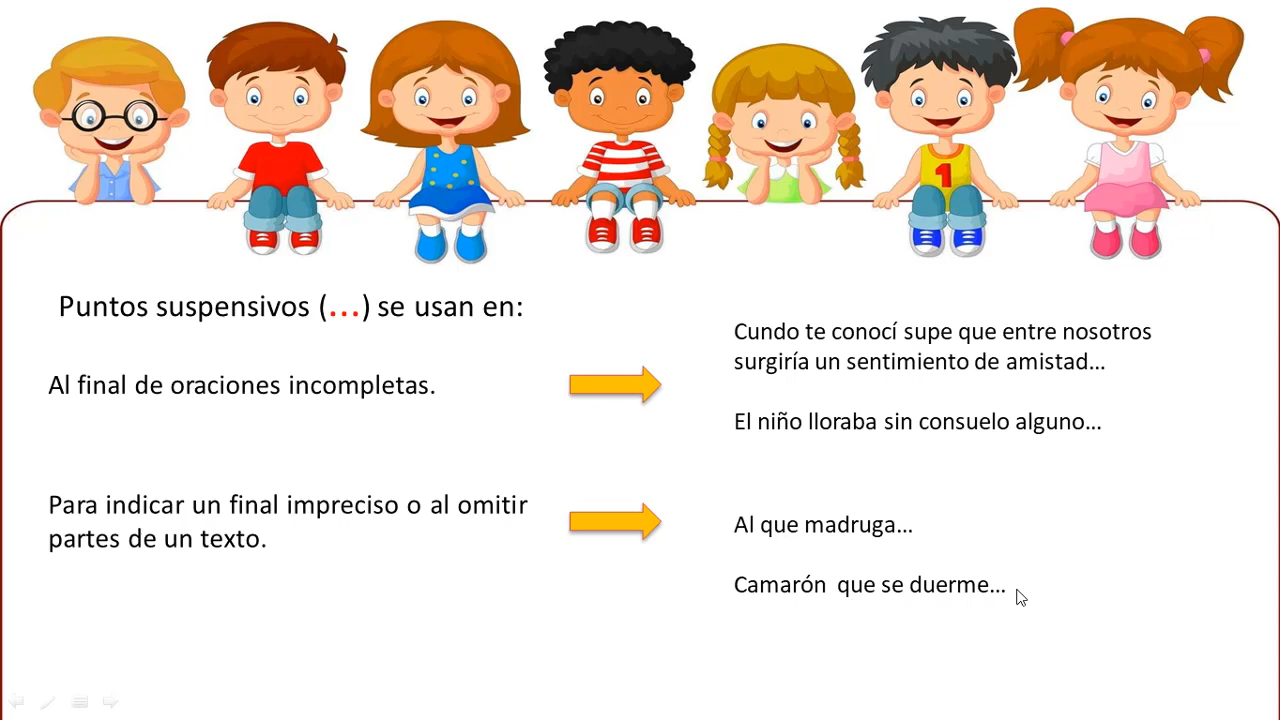 Puntos suspensivos (...) se usan en:
Al final de oraciones incompletas.
Cundo te conocí supe que entre nosotros
surgiría un sentimiento de amistad...
El niño lloraba sin consuelo alguno...
Para indicar un final impreciso o al omitir
partes de un texto.
Al que madruga...
Camarón  que se duerme...
1